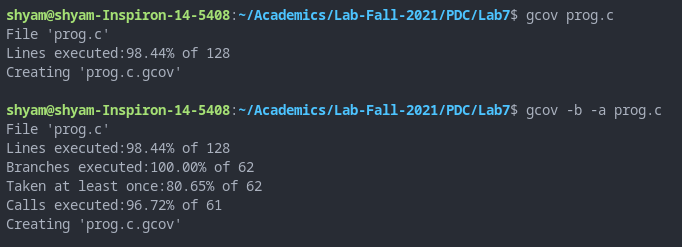 shyam@shyam-Inspiron-14-5408:~/Academics/Lab-Fall-2021/PDC/Lab7$ gcov prog.c
File 'prog.c'
Lines executed:98.44% of 128
Creating 'prog.c.gcov'
shyam@shyam-Inspiron-14-5408:~/Academics/Lab-Fall-2021/PDC/Lab7$ gcov -b -a prog.c
File 'prog.c'
Lines executed:98.44% of 128
Branches executed:100.00% of 62
Taken at least once:80.65% of 62
Calls executed:96.72% of 61
Creating 'prog.c.gcov'